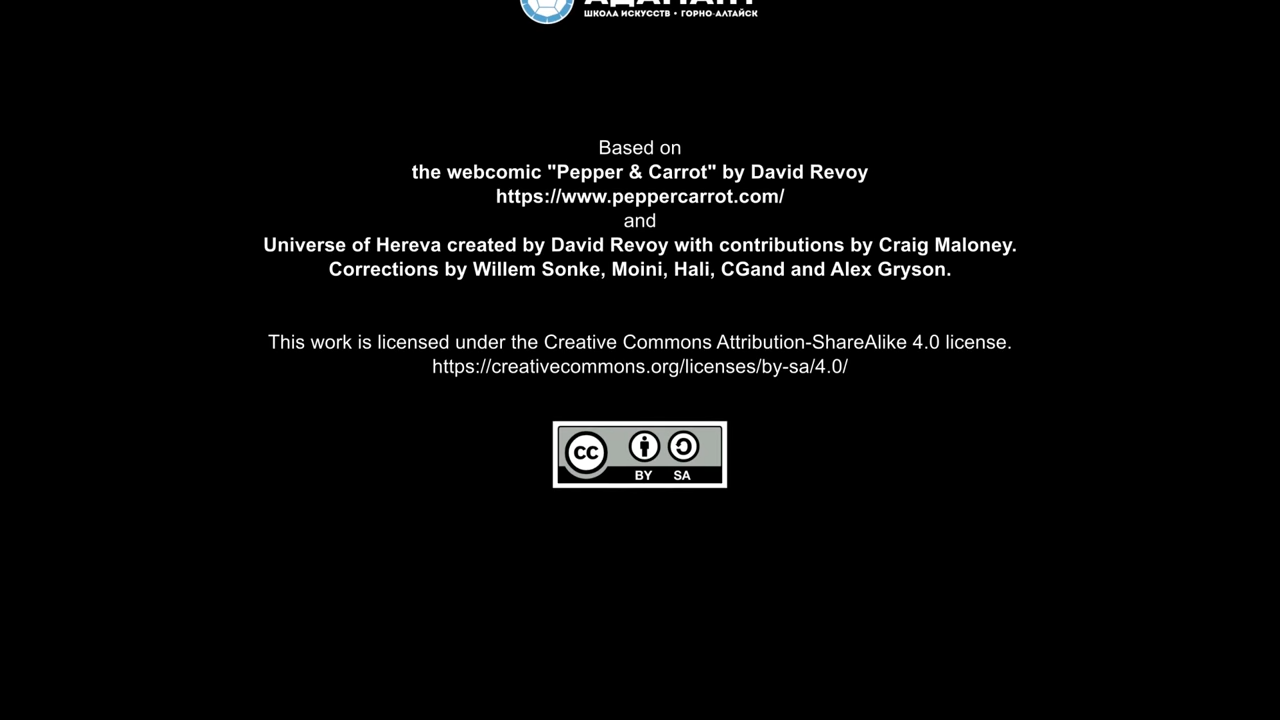 ШКОЛА ИСКУССТВ • ГОРНО-АЛТАЙСК
Based on
the webcomic "Pepper & Carrot" by David Revoy
https://www.peppercarrot.com/
and
Universe of Hereva created by David Revoy with contributions by Craig Maloney.
Corrections by Willem Sonke, Moini, Hali, CGand and Alex Gryson.
This work is licensed under the Creative Commons Attribution-ShareAlike 4.0 license.
https://creativecommons.org/licenses/by-sa/4.0/
cc
BY SA